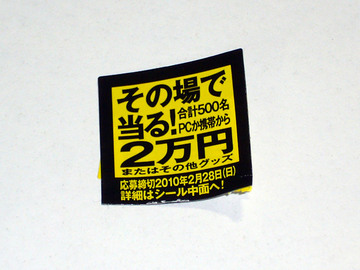 その場で
当る!合計500名
PCか携帯から
2万円
またはその他グッズ
応募締切2010年2月28日(日)
詳細はシール中面へ!